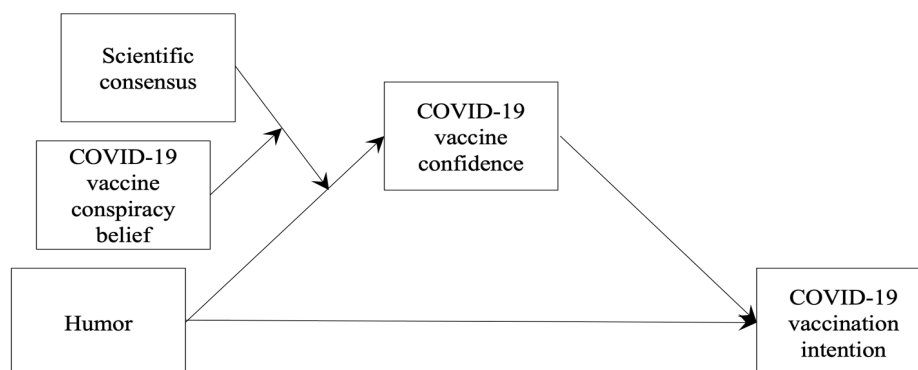 Scientific
consensus
COVID-19
vaccine
confidence
COVID-19
vaccine
conspiracy
belief
Humor
COVID-19
vaccination
intention